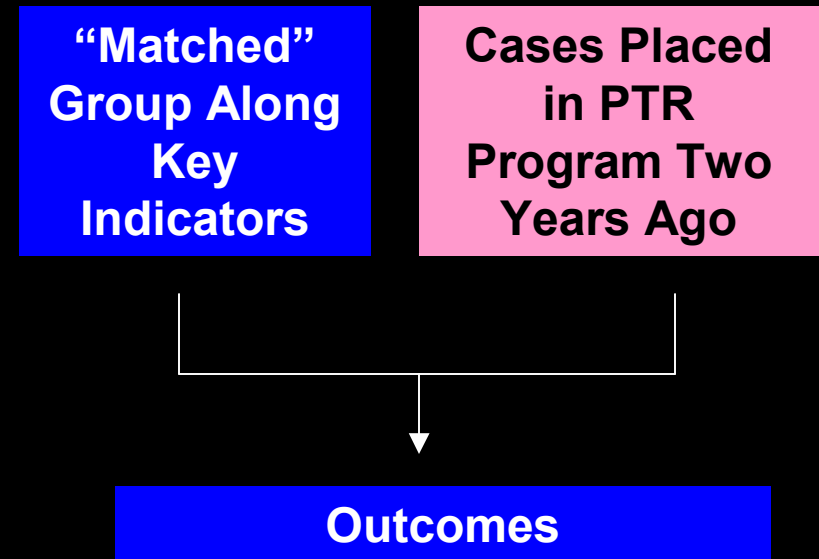 “Matched”
Group Along
Key
Indicators
Cases Placed
in PTR
Program Two
Years Ago
Outcomes